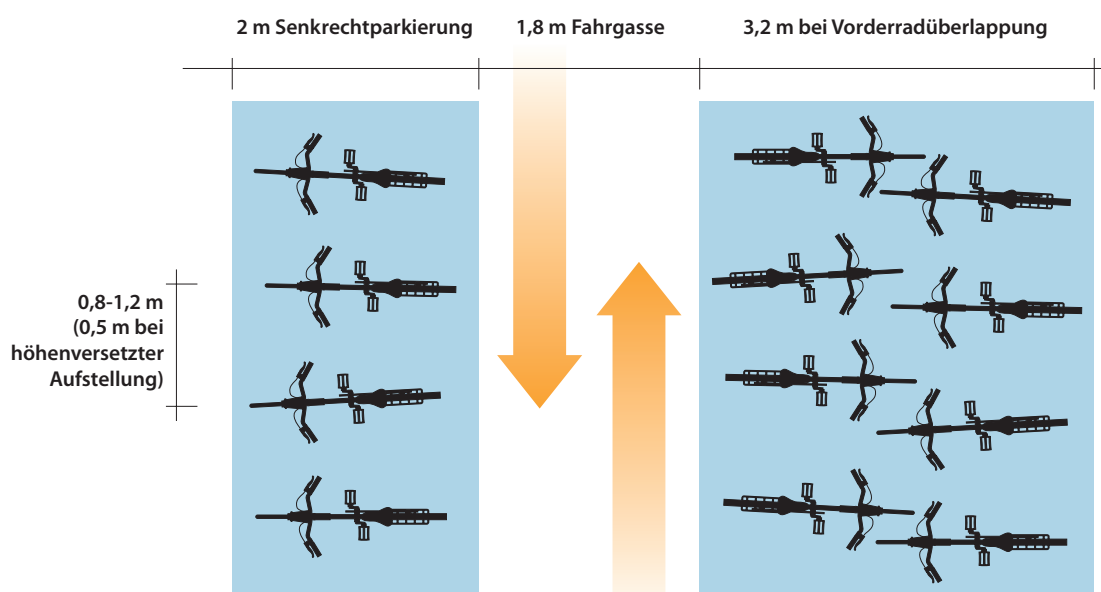 2 m Senkrechtparkierung
1,8 m Fahrgasse
3,2 m bei Vorderradüberlappung
0,8-1,2 m
(0,5 m bei
höhenversetzter
Aufstellung)